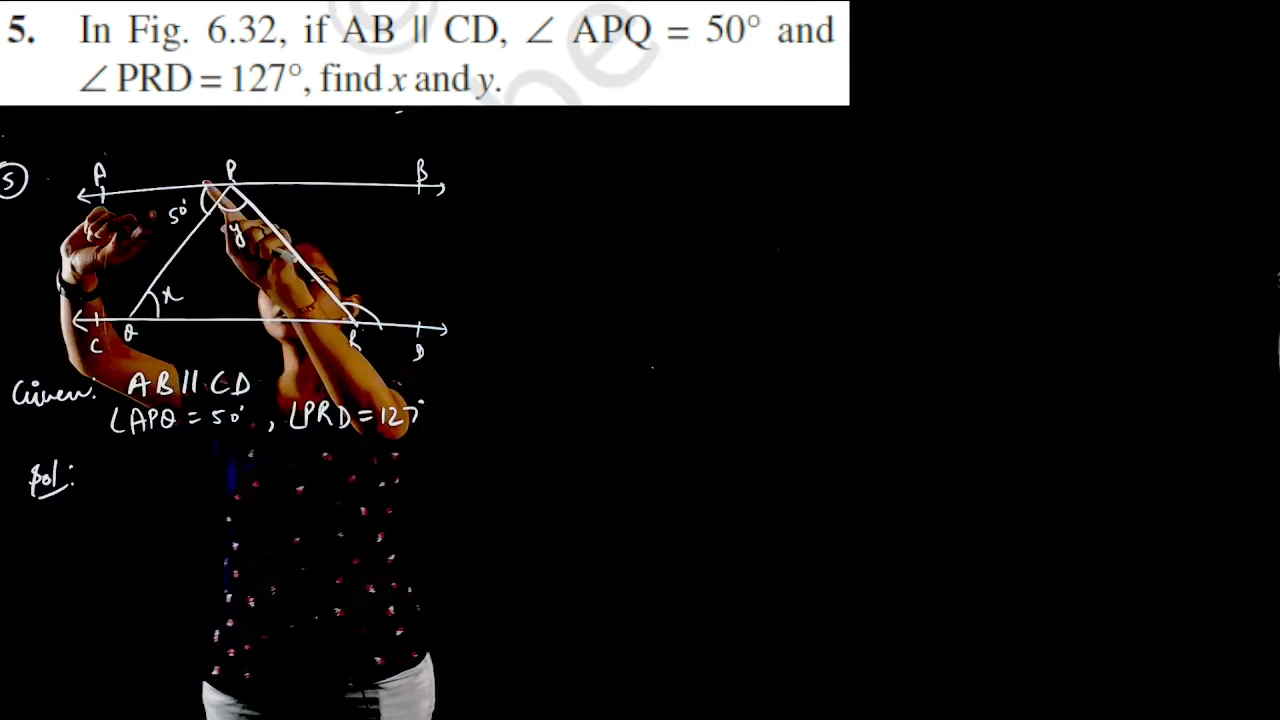 5. In Fig. 6.32, if AB || CD, ∠ APQ = 50° and
∠ PRD = 127°, find x and y.
5
A P B
50°
y
x
C Q R D
Given: AB || CD
∠APQ = 50°, ∠PRD = 127°
Sol: